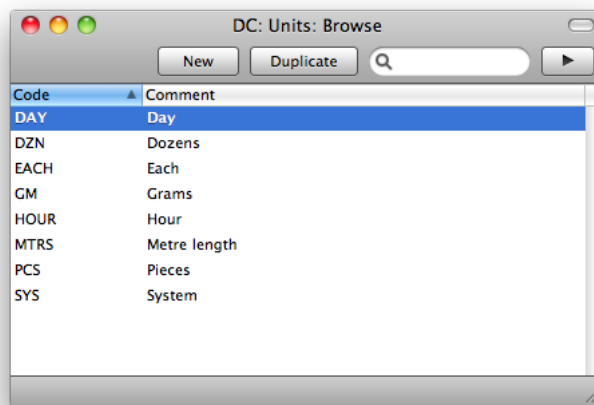 DC: Units: Browse
New Duplicate
Code Comment
DAY Day
DZN Dozens
EACH Each
GM Grams
HOUR Hour
MTRS Metre length
PCS Pieces
SYS System